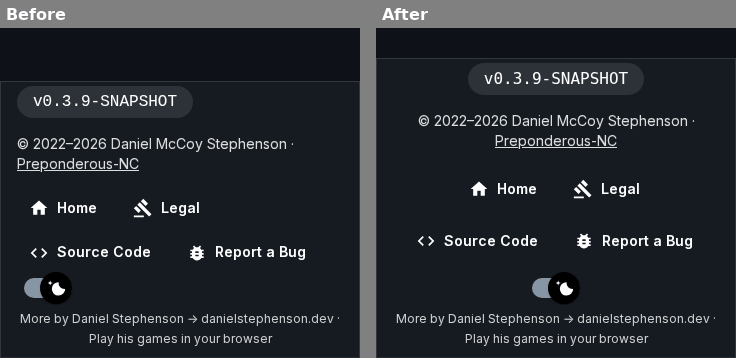 Before
v0.3.9-SNAPSHOT
© 2022–2026 Daniel McCoy Stephenson ·
Preponderous-NC
Home Legal
Source Code Report a Bug
More by Daniel Stephenson → danielstephenson.dev ·
Play his games in your browser
After
v0.3.9-SNAPSHOT
© 2022–2026 Daniel McCoy Stephenson ·
Preponderous-NC
Home Legal
Source Code Report a Bug
More by Daniel Stephenson → danielstephenson.dev ·
Play his games in your browser